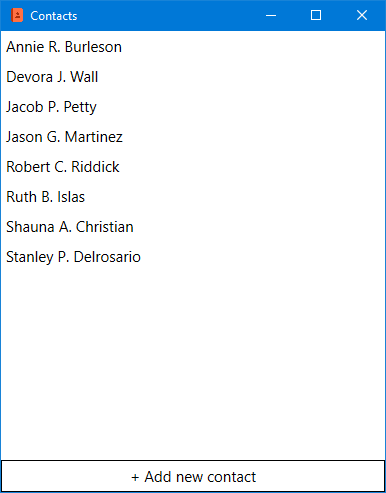 Contacts
Annie R. Burleson
Devora J. Wall
Jacob P. Petty
Jason G. Martinez
Robert C. Riddick
Ruth B. Islas
Shauna A. Christian
Stanley P. Delrosario
+ Add new contact